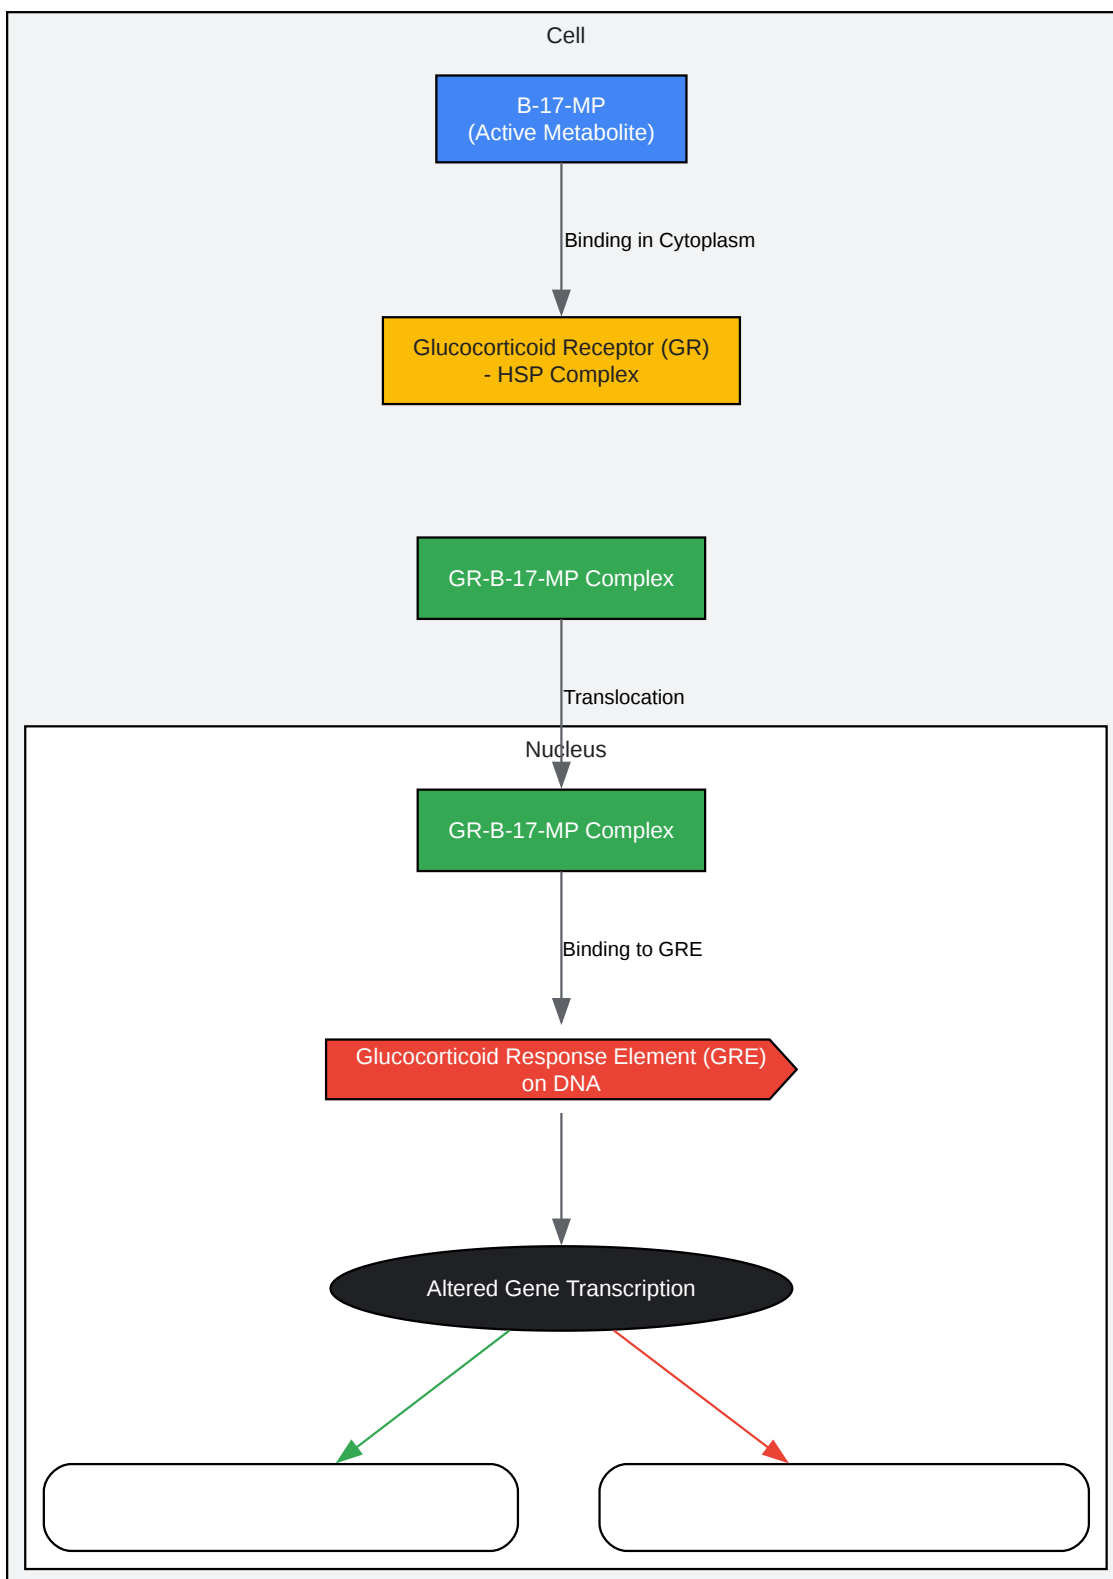 Cell
B-17-MP
(Active Metabolite)
Binding in Cytoplasm
Glucocorticoid Receptor (GR)
- HSP Complex
GR-B-17-MP Complex
Translocation
Nucleus
GR-B-17-MP Complex
Binding to GRE
Glucocorticoid Response Element (GRE)
on DNA
Altered Gene Transcription